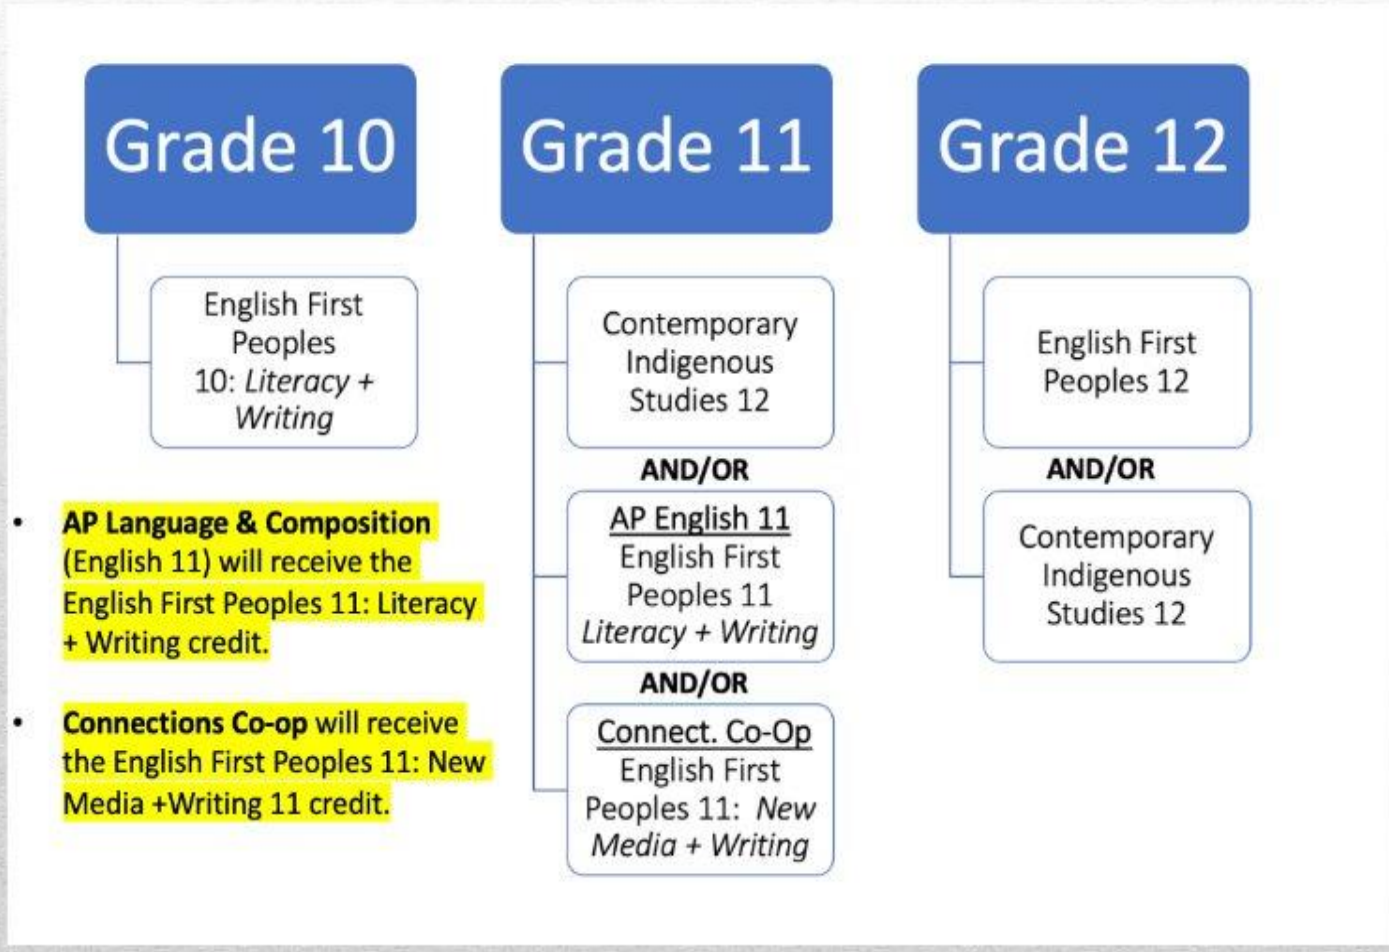 Grade 10
English First
Peoples
10: Literacy +
Writing
• AP Language & Composition
(English 11) will receive the
English First Peoples 11: Literacy
+ Writing credit.
• Connections Co-op will receive
the English First Peoples 11: New
Media +Writing 11 credit.
Grade 11
Contemporary
Indigenous
Studies 12
AND/OR
AP English 11
English First
Peoples 11
Literacy + Writing
AND/OR
Connect. Co-Op
English First
Peoples 11: New
Media + Writing
Grade 12
English First
Peoples 12
AND/OR
Contemporary
Indigenous
Studies 12